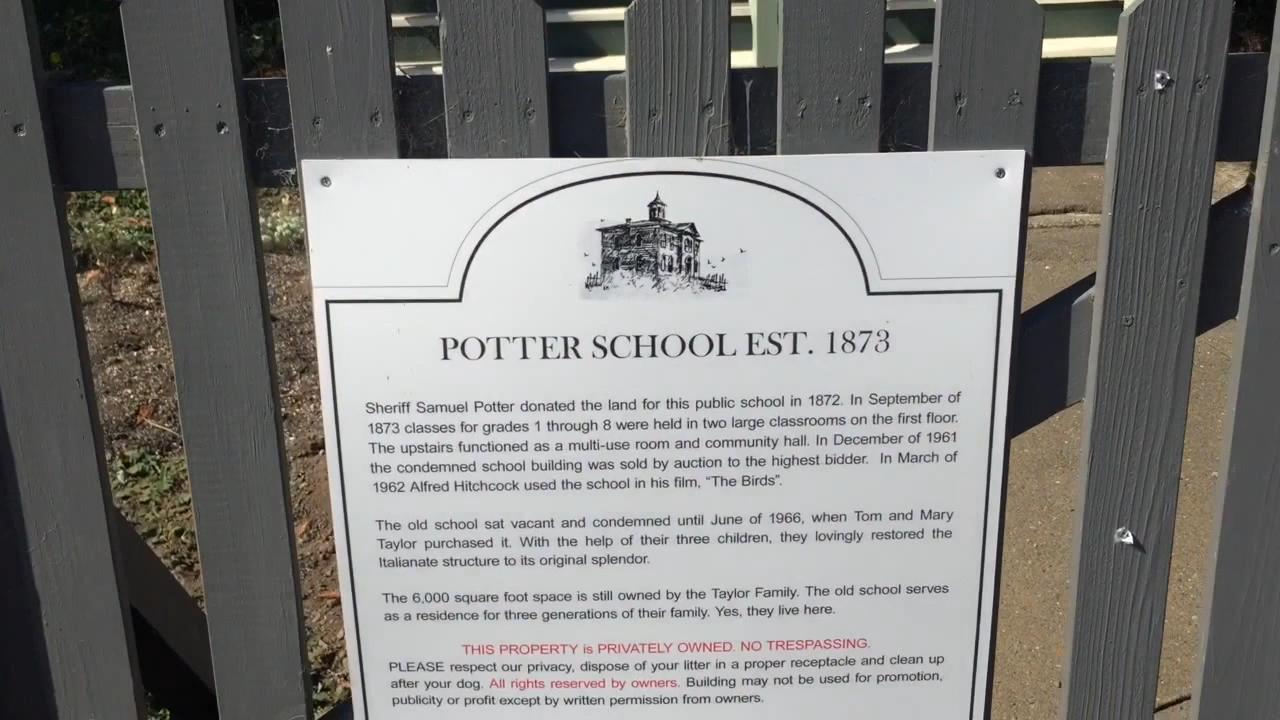 POTTER SCHOOL EST. 1873
Sheriff Samuel Potter donated the land for this public school in 1872. In September of
1873 classes for grades 1 through 8 were held in two large classrooms on the first floor.
The upstairs functioned as a multi-use room and community hall. In December of 1961
the condemned school building was sold by auction to the highest bidder. In March of
1962 Alfred Hitchcock used the school in his film, “The Birds”.
The old school sat vacant and condemned until June of 1966, when Tom and Mary
Taylor purchased it. With the help of their three children, they lovingly restored the
Italianate structure to its original splendor.
The 6,000 square foot space is still owned by the Taylor Family. The old school serves
as a residence for three generations of their family. Yes, they live here.
THIS PROPERTY is PRIVATELY OWNED. NO TRESPASSING.
PLEASE respect our privacy, dispose of your litter in a proper receptacle and clean up
after your dog. All rights reserved by owners. Building may not be used for promotion,
publicity or profit except by written permission from owners.